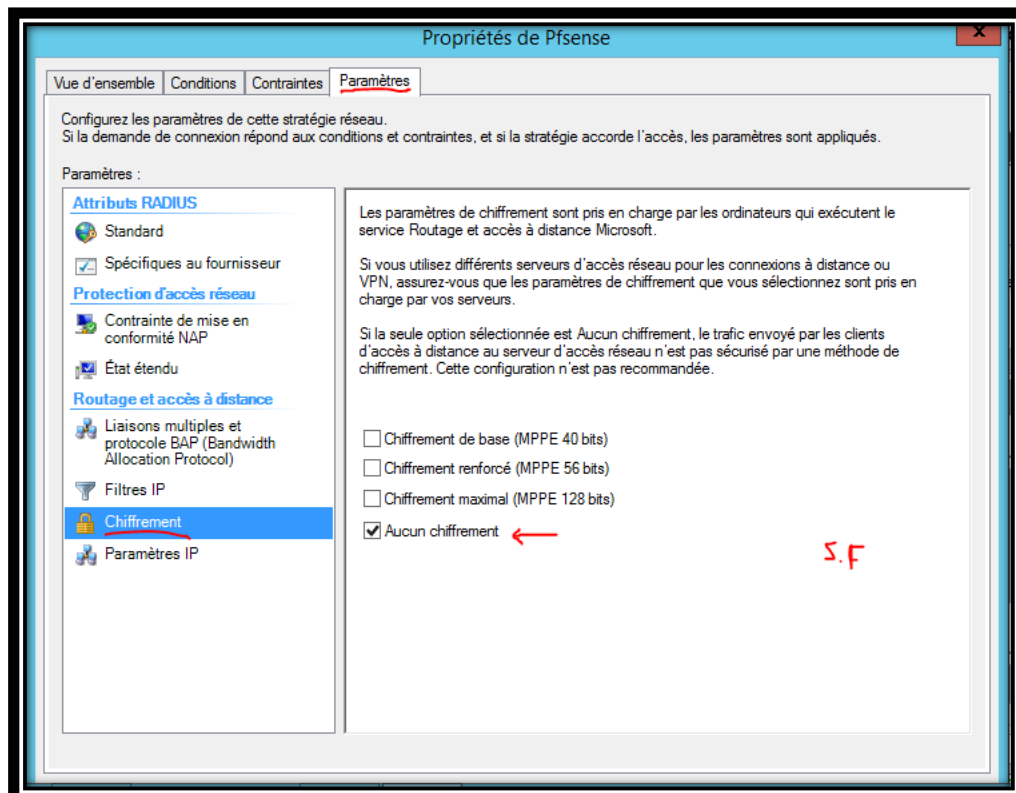 Propriétés de Pfsense
x
Vue d'ensemble Conditions Contraintes Paramètres
Configurez les paramètres de cette stratégie réseau.
Si la demande de connexion répond aux conditions et contraintes, et si la stratégie accorde l'accès, les paramètres sont appliqués.
Paramètres :
Attributs RADIUS
Standard
Spécifiques au fournisseur
Protection d'accès réseau
Contrainte de mise en
conformité NAP
État étendu
Routage et accès à distance
Liaisons multiples et
protocole BAP (Bandwidth
Allocation Protocol)
Filtres IP
Chiffrement
Paramètres IP
Les paramètres de chiffrement sont pris en charge par les ordinateurs qui exécutent le
service Routage et accès à distance Microsoft.
Si vous utilisez différents serveurs d'accès réseau pour les connexions à distance ou
VPN, assurez-vous que les paramètres de chiffrement que vous sélectionnez sont pris en
charge par vos serveurs.
Si la seule option sélectionnée est Aucun chiffrement, le trafic envoyé par les clients
d'accès à distance au serveur d'accès réseau n'est pas sécurisé par une méthode de
chiffrement. Cette configuration n'est pas recommandée.
Chiffrement de base (MPPE 40 bits)
Chiffrement renforcé (MPPE 56 bits)
Chiffrement maximal (MPPE 128 bits)
Aucun chiffrement
S.F